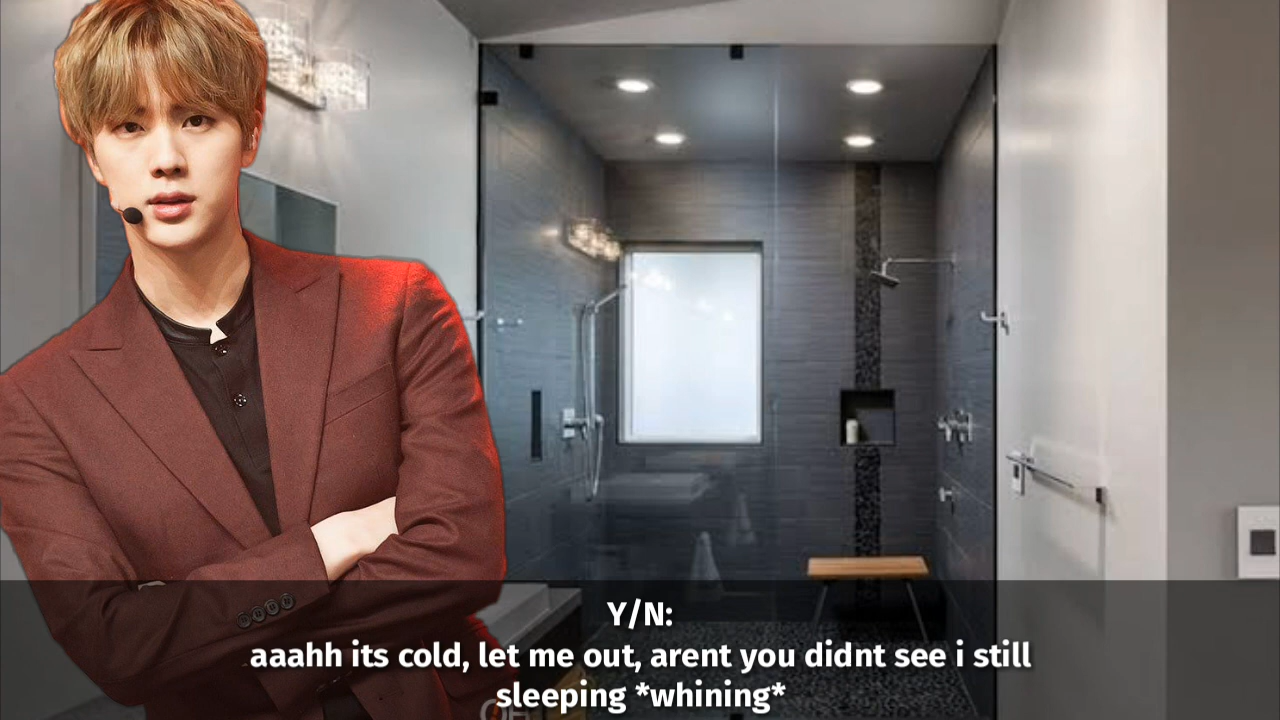 Y/N:
aaahh its cold, let me out, arent you didnt see i still
sleeping *whining*